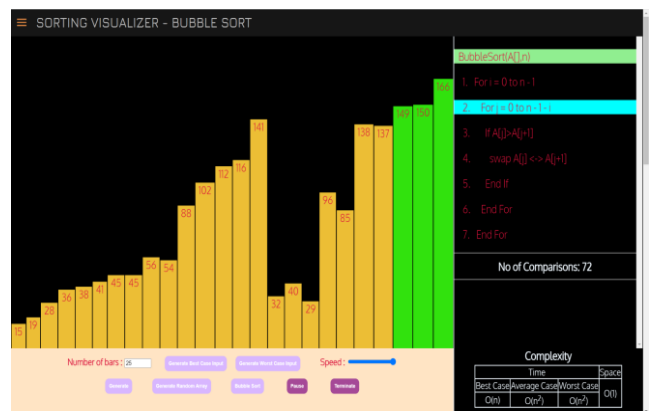 ≡ SORTING VISUALIZER - BUBBLE SORT
BubbleSort(A[],n)
1. For i = 0 to n - 1
2. For j = 0 to n - 1 - i
3. If A[j]>A[j+1]
4. swap A[j] <-> A[j+1]
5. End If
6. End For
7. End For
No of Comparisons: 72
15 19 28 36 38 41 45 45 56 54 88 102 112 116 141 32 40 29 96 85 138 137 149 150 166
Number of bars : 25 Generate Best Case Input Generate Worst Case Input Speed :
Generate Generate Random Array Bubble Sort Pause Terminate
Complexity
Time Space
Best Case Average Case Worst Case
O(n) O(n²) O(n²) O(1)